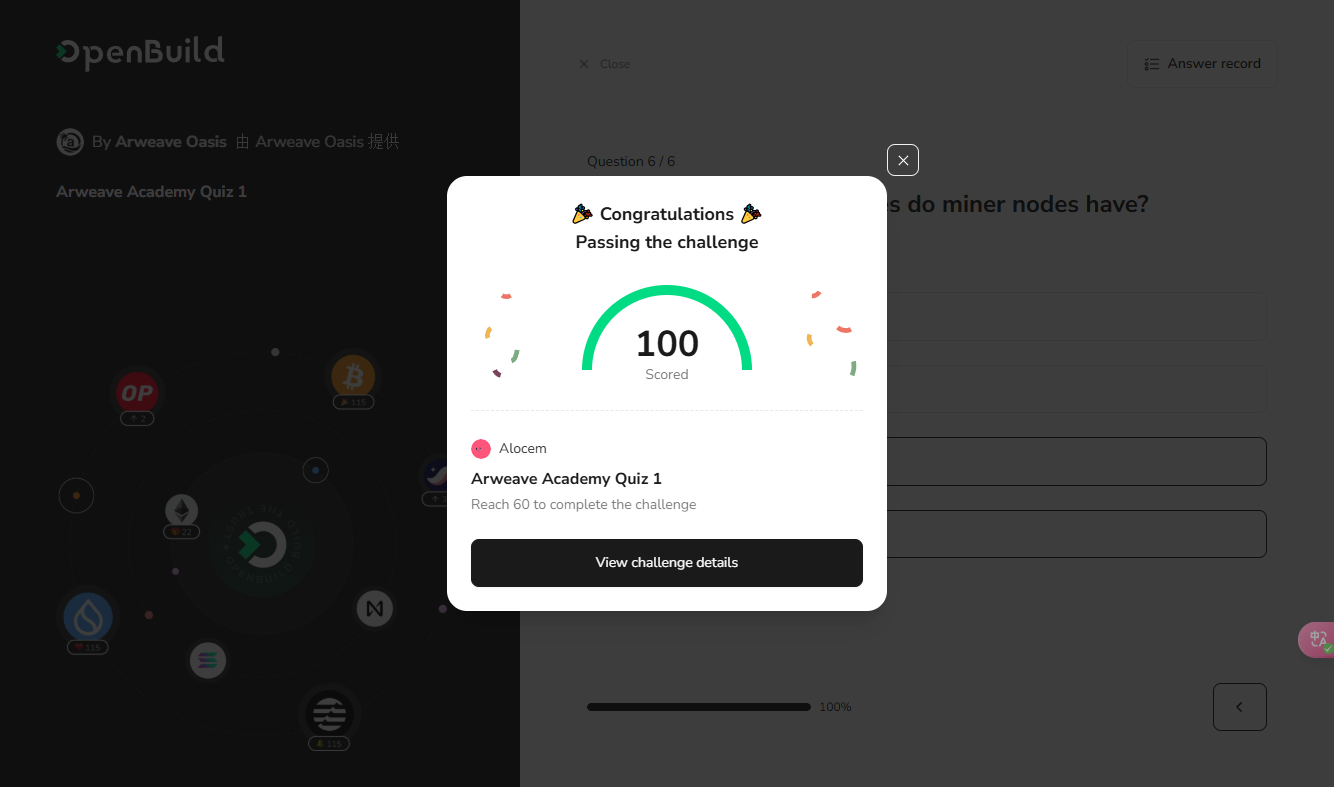 OpenBuild
By Arweave Oasis 由 Arweave Oasis 提供
Arweave Academy Quiz 1
OP
2
115
22
115
115
Close
Answer record
Question 6 / 6
s do miner nodes have?
Congratulations
Passing the challenge
100
Scored
Alocem
Arweave Academy Quiz 1
Reach 60 to complete the challenge
View challenge details
100%